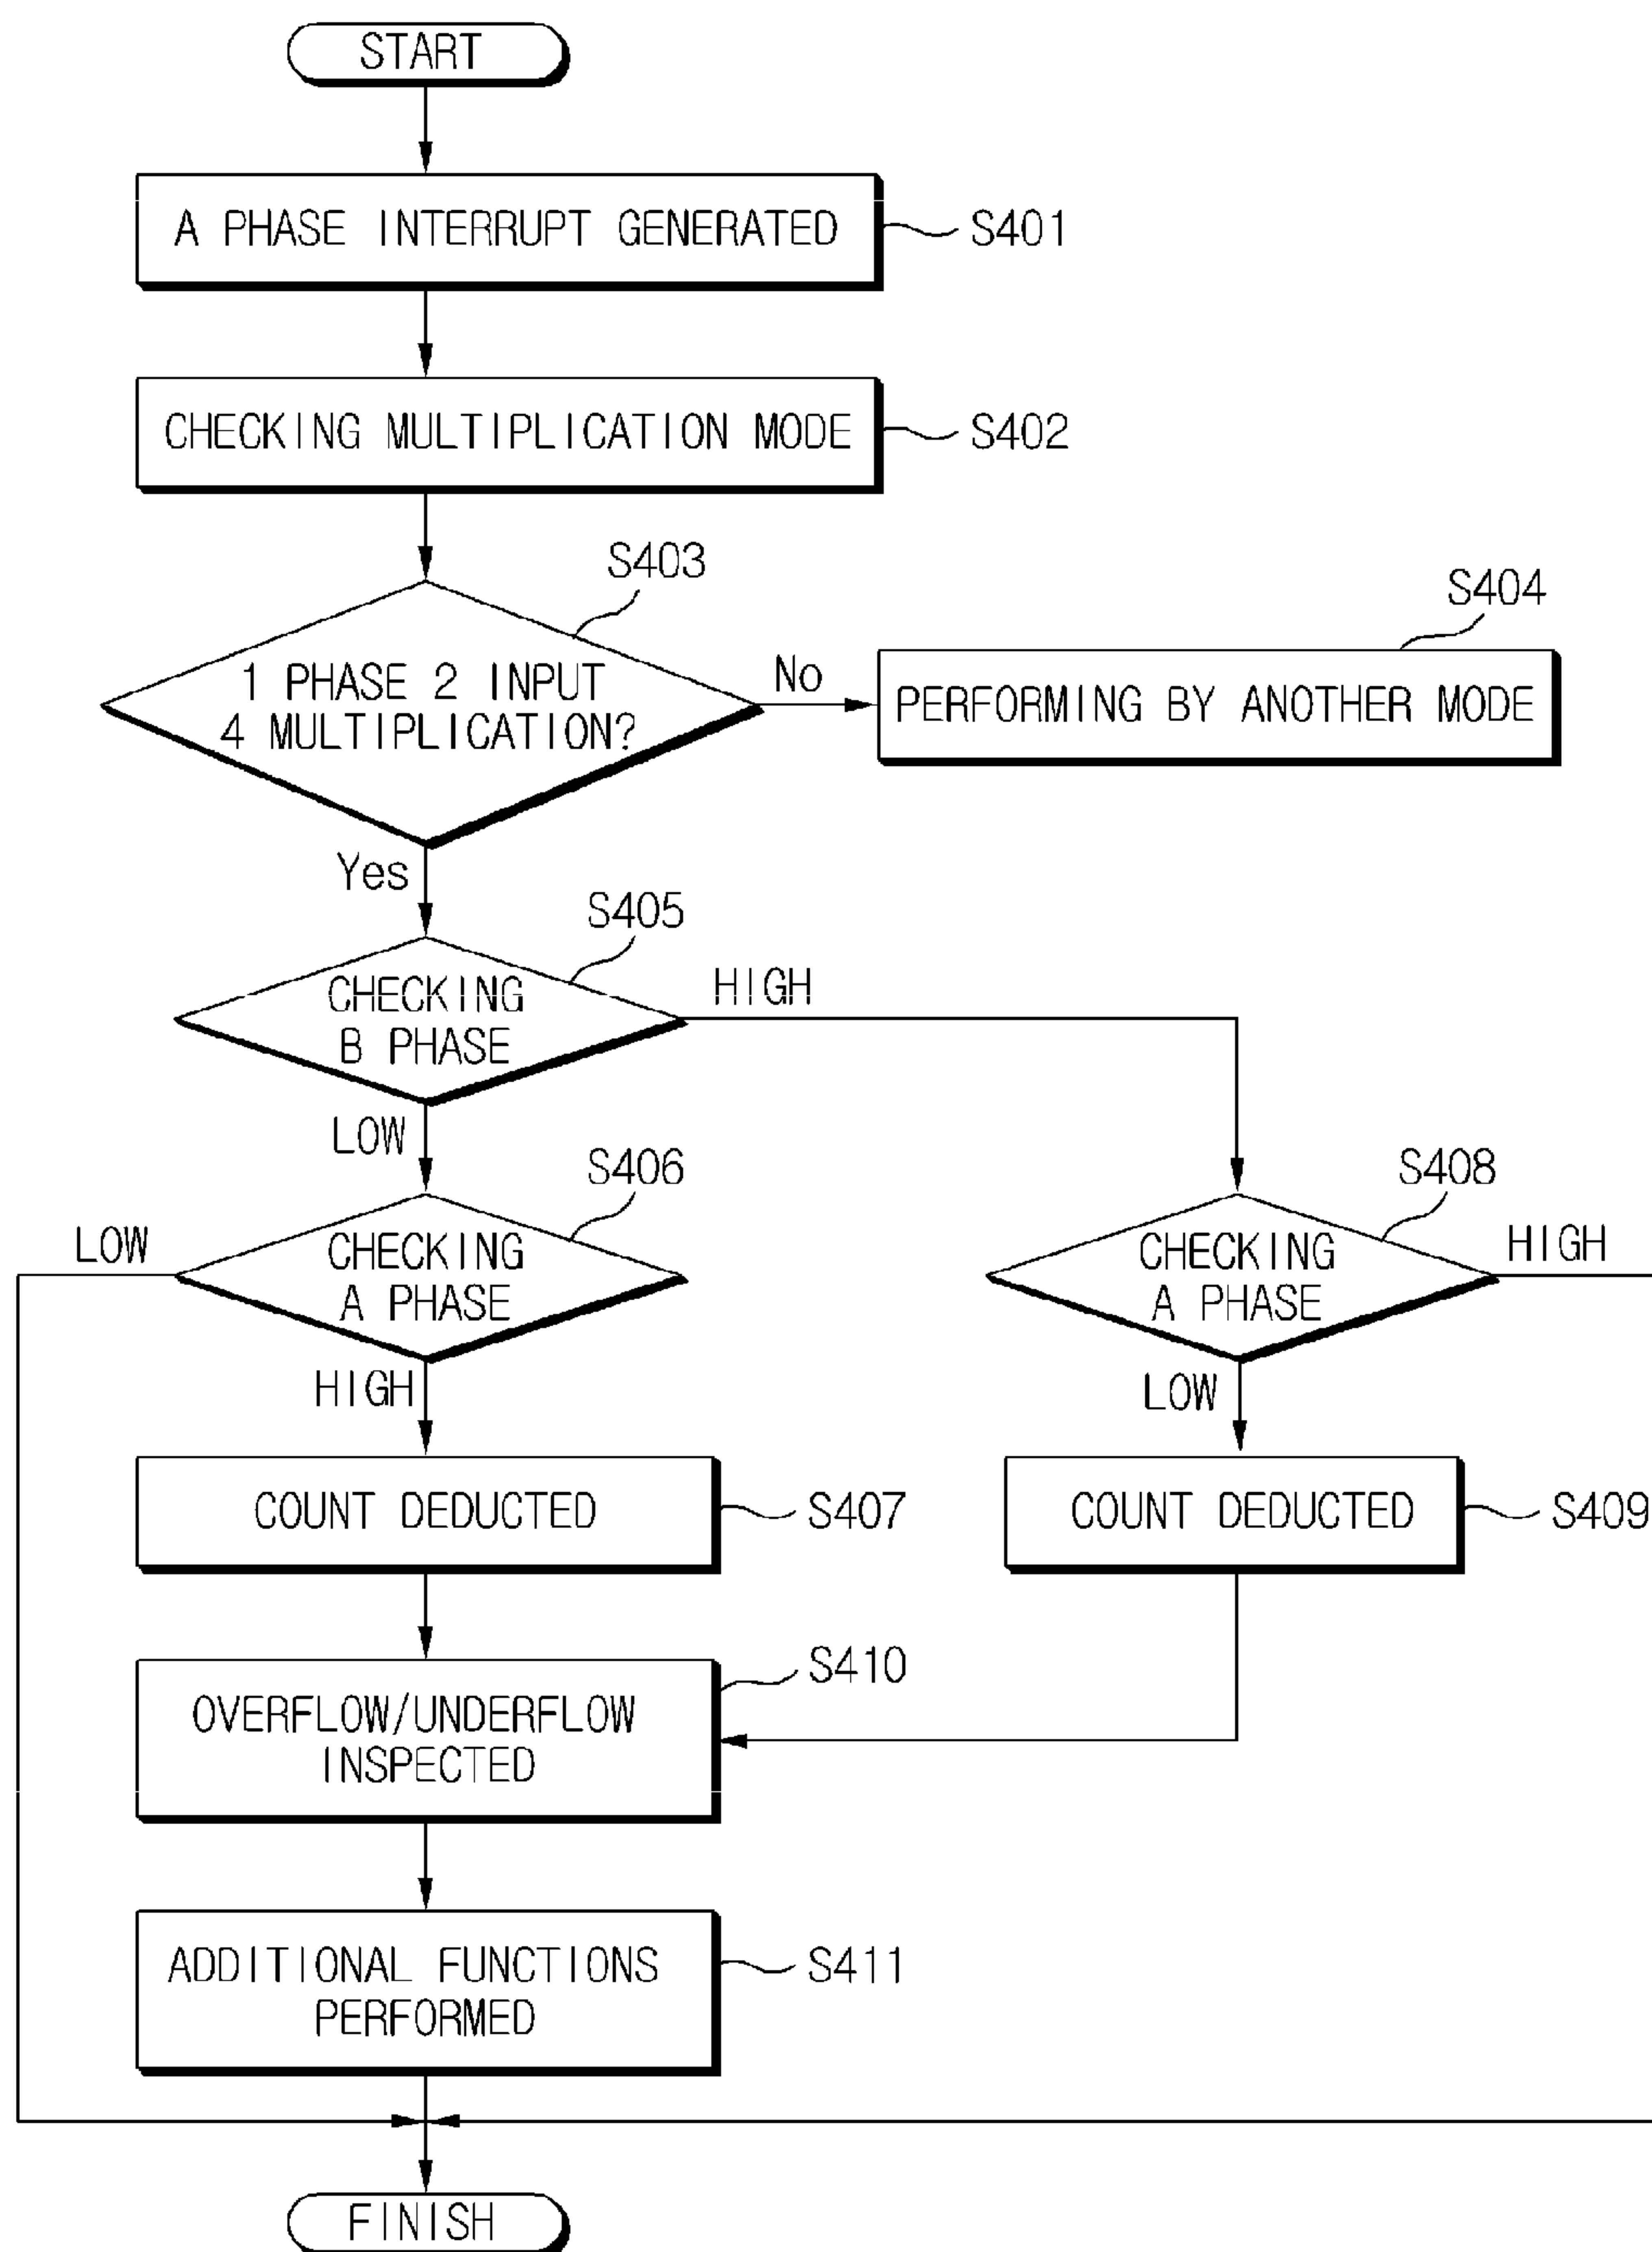 START
A PHASE INTERRUPT GENERATED
S401
CHECKING MULTIPLICATION MODE
S402
S403
1 PHASE 2 INPUT
4 MULTIPLICATION?
No
S404
PERFORMING BY ANOTHER MODE
Yes
S405
CHECKING
B PHASE
HIGH
LOW
S406
CHECKING
A PHASE
LOW
HIGH
S408
CHECKING
A PHASE
HIGH
LOW
COUNT DEDUCTED
S407
COUNT DEDUCTED
S409
OVERFLOW/UNDERFLOW
INSPECTED
S410
ADDITIONAL FUNCTIONS
PERFORMED
S411
FINISH